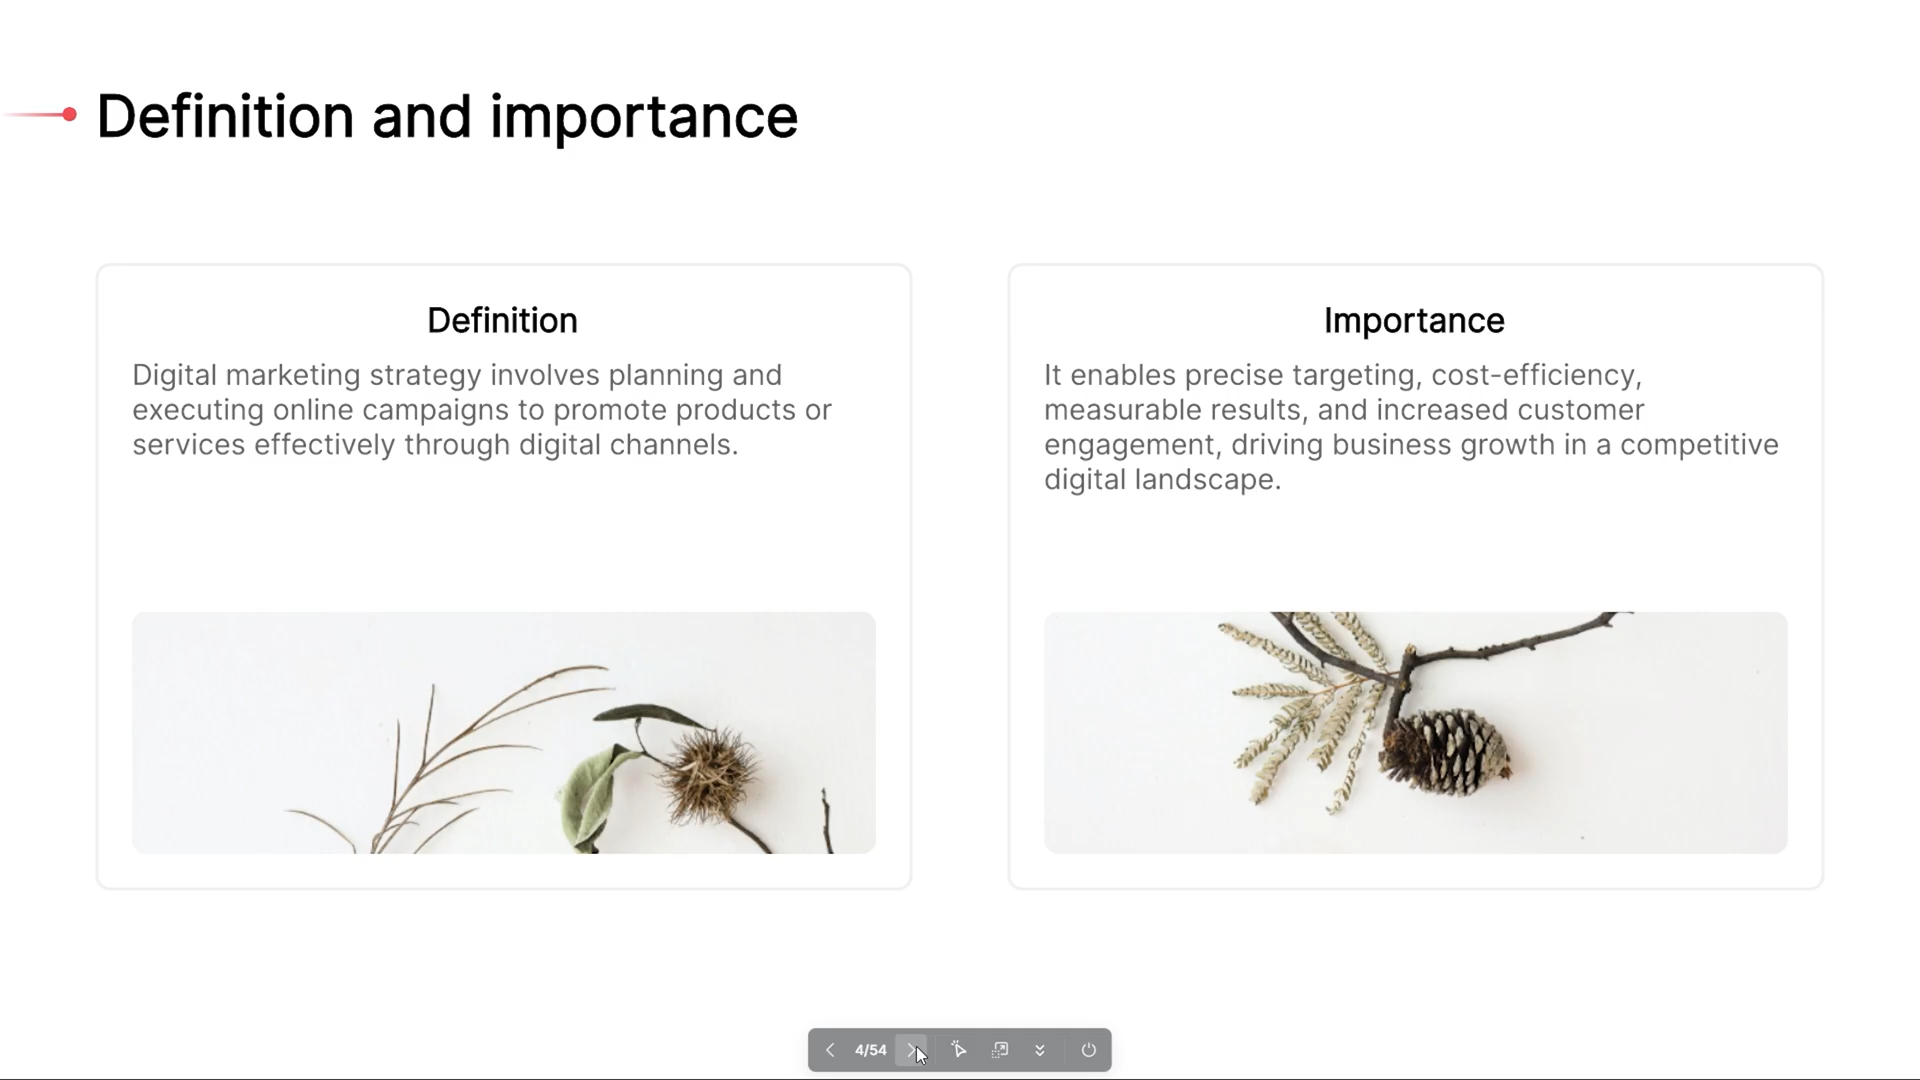 Definition and importance
Definition
Digital marketing strategy involves planning and
executing online campaigns to promote products or
services effectively through digital channels.
Importance
It enables precise targeting, cost-efficiency,
measurable results, and increased customer
engagement, driving business growth in a competitive
digital landscape.
4/54